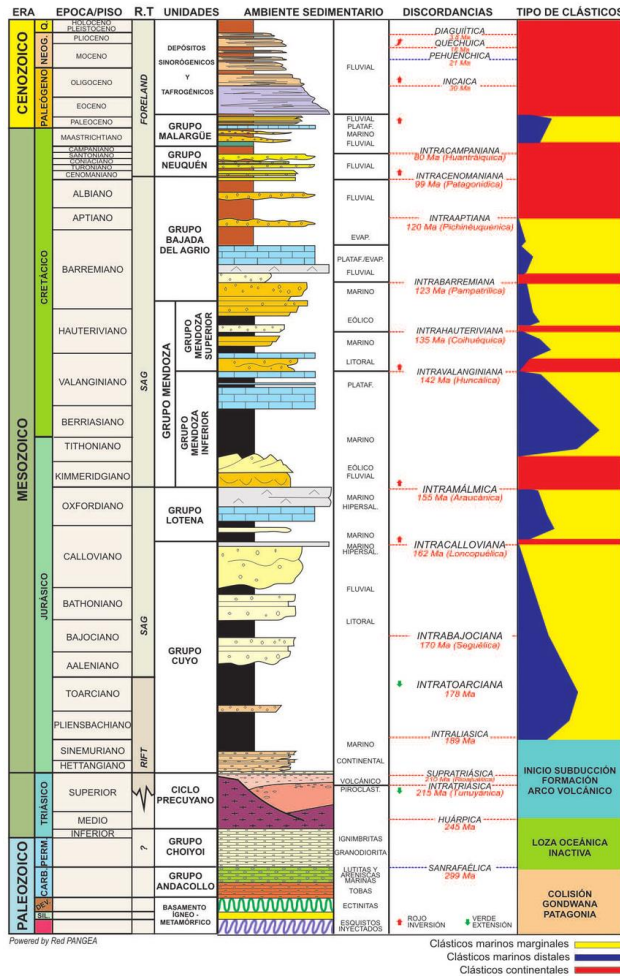 ERA
EPOCA/PISO
R.T
UNIDADES
AMBIENTE SEDIMENTARIO
DISCORDANCIAS
TIPO DE CLÁSTICOS
CENOZOICO
MESOZOICO
PALEOZOICO
Q.
NEOG.
PALEÓGENO
CRETÁCICO
JURÁSICO
TRIÁSICO
PERM.
CARB.
DEV.
SIL.
HOLOCENO
PLEISTOCENO
PLIOCENO
MOCENO
OLIGOCENO
EOCENO
PALEOCENO
MAASTRICHTIANO
CAMPANIANO
SANTONIANO
CONIACIANO
TURONIANO
CENOMANIANO
ALBIANO
APTIANO
BARREMIANO
HAUTERIVIANO
VALANGINIANO
BERRIASIANO
TITHONIANO
KIMMERIDGIANO
OXFORDIANO
CALLOVIANO
BATHONIANO
BAJOCIANO
AALENIANO
TOARCIANO
PLIENSBACHIANO
SINEMURIANO
HETTANGIANO
SUPERIOR
MEDIO
INFERIOR
FORELAND
SAG
SAG
RIFT
?
DEPÓSITOS
SINORÓGENICOS
Y
TAFROGÉNICOS
GRUPO
MALARGÜE
GRUPO
NEUQUÉN
GRUPO
BAJADA
DEL AGRIO
GRUPO MENDOZA
GRUPO
MENDOZA
SUPERIOR
GRUPO
MENDOZA
INFERIOR
GRUPO
LOTENA
GRUPO
CUYO
CICLO
PRECUYANO
GRUPO
CHOIYOI
GRUPO
ANDACOLLO
BASAMENTO
ÍGNEO -
METAMÓRFICO
FLUVIAL
FLUVIAL
PLATAF.
MARINO
FLUVIAL
FLUVIAL
FLUVIAL
EVAP.
PLATAF./EVAP.
FLUVIAL
MARINO
EÓLICO
MARINO
LITORAL
PLATAF.
MARINO
EÓLICO
FLUVIAL
MARINO
HIPERSAL.
MARINO
MARINO
HIPERSAL.
FLUVIAL
LITORAL
MARINO
CONTINENTAL
VOLCÁNICO
PIROCLAST.
IGNIMBRITAS
GRANODIORITA
LUTITAS Y
ARENISCAS
MARINAS
TOBAS
ECTINITAS
ESQUISTOS
INYECTADOS
DIAGUIÍTICA
QUECHUICA
PEHUÉNCHICA
21 Ma
INCAICA
30 Ma
INTRACAMPANIANA
80 Ma (Huantráiquica)
INTRACENOMANIANA
99 Ma (Patagonídica)
INTRAAPTIANA
120 Ma (Pichinéuquenica)
INTRABARREMIANA
123 Ma (Pampatrílica)
INTRAHAUTERIVIANA
135 Ma (Coihuéquica)
INTRAVALANGINIANA
142 Ma (Huncálica)
INTRAMÁLMICA
155 Ma (Araucánica)
INTRACALLOVIANA
162 Ma (Loncopuélica)
INTRABAJOCIANA
170 Ma (Seguélica)
INTRATOARCIANA
178 Ma
INTRALIASICA
189 Ma
SUPRATRIÁSICA
INTRATRIÁSICA
215 Ma (Tunuyánica)
HUÁRPICA
245 Ma
SANRAFAÉLICA
299 Ma
ROJO
INVERSIÓN
VERDE
EXTENSIÓN
INICIO SUBDUCCIÓN
FORMACIÓN
ARCO VOLCÁNICO
LOZA OCEÁNICA
INACTIVA
COLISIÓN
GONDWANA
PATAGONIA
Powered by Red PANGEA
Clásticos marinos marginales
Clásticos marinos distales
Clásticos continentales